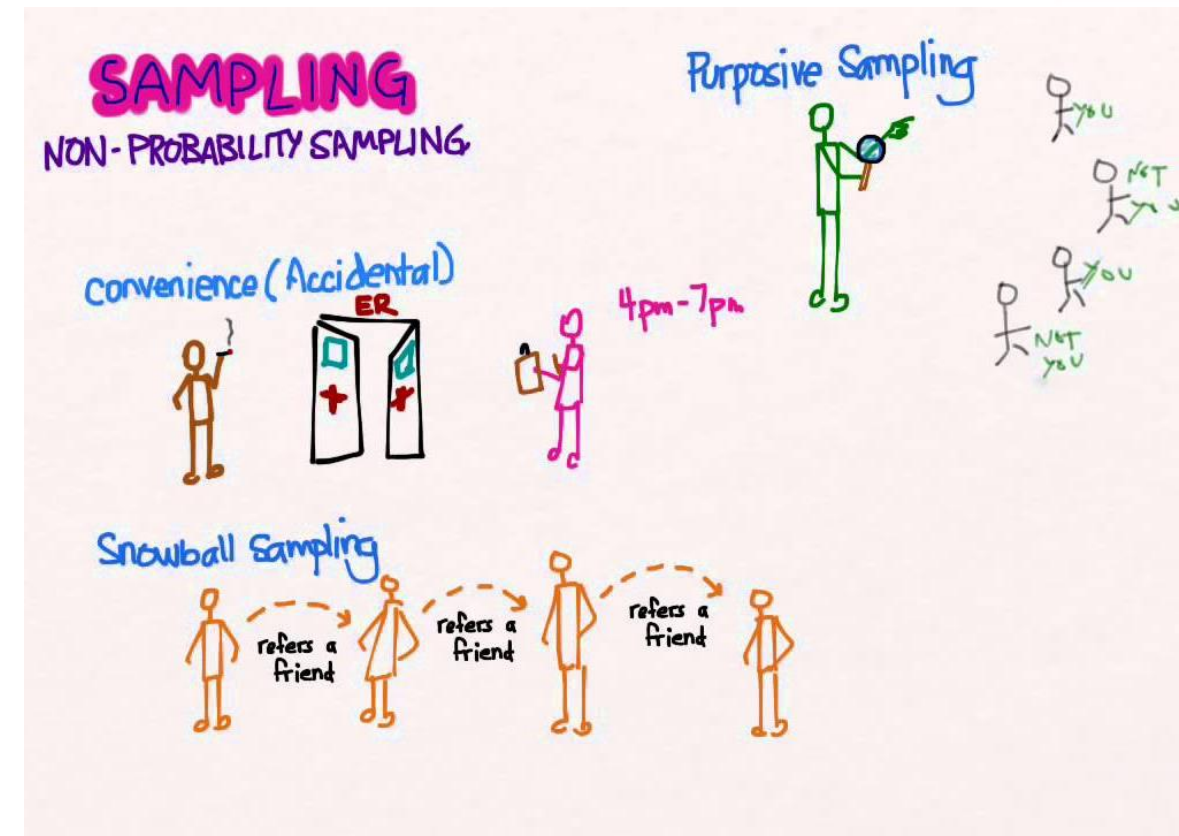 SAMPLING
NON-PROBABILITY SAMPLING
Purposive Sampling
YOU
NOT
YOU
YOU
NOT
YOU
convenience (Accidental)
ER
4pm-7pm
Snowball Sampling
refers a
friend
refers a
friend
refers a
friend